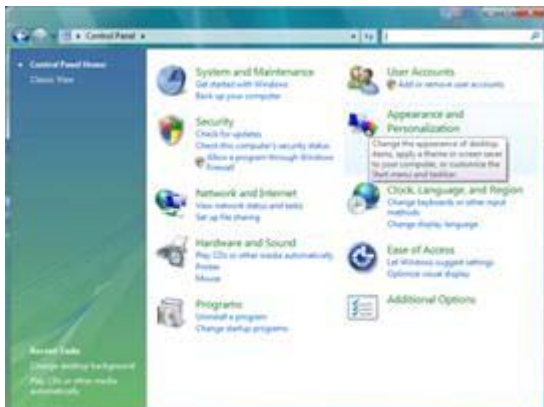 Control Panel
Control Panel Home
Classic View
System and Maintenance
Get started with Windows
Back up your computer
Security
Check for updates
Check this computer's security status
Allow a program through Windows
Firewall
Network and Internet
View network status and tasks
Set up file sharing
Hardware and Sound
Play CDs or other media automatically
Printer
Mouse
Programs
Uninstall a program
Change startup programs
User Accounts
Add or remove user accounts
Appearance and
Personalization
Change the appearance of desktop
items, apply a theme or screen saver
to your computer, or customize the
Start menu and taskbar.
Clock, Language, and Region
Change keyboards or other input
methods
Change display language
Ease of Access
Let Windows suggest settings
Optimize visual display
Additional Options
Recent Tasks
Change desktop background
Play CDs or other media
automatically